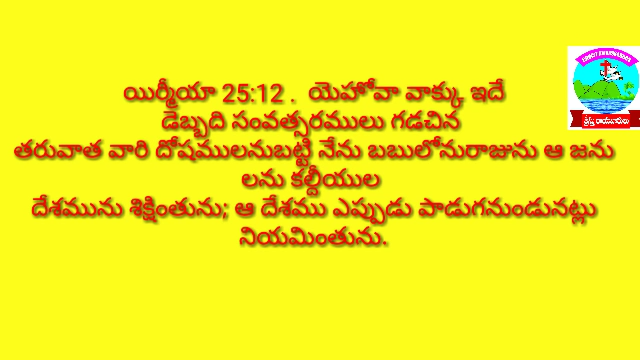 యిర్మీయా 25:12 .  యెహోవా వాక్కు ఇదే
డెబ్బది సంవత్సరములు గడచిన
తరువాత వారి దోషములనుబట్టి నేను బబులోనురాజును ఆ జను
లను కల్దీయుల
దేశమును శిక్షింతును; ఆ దేశము ఎప్పుడు పాడుగనుండునట్లు
నియమింతును.
క్రీస్తు రాయబారులు